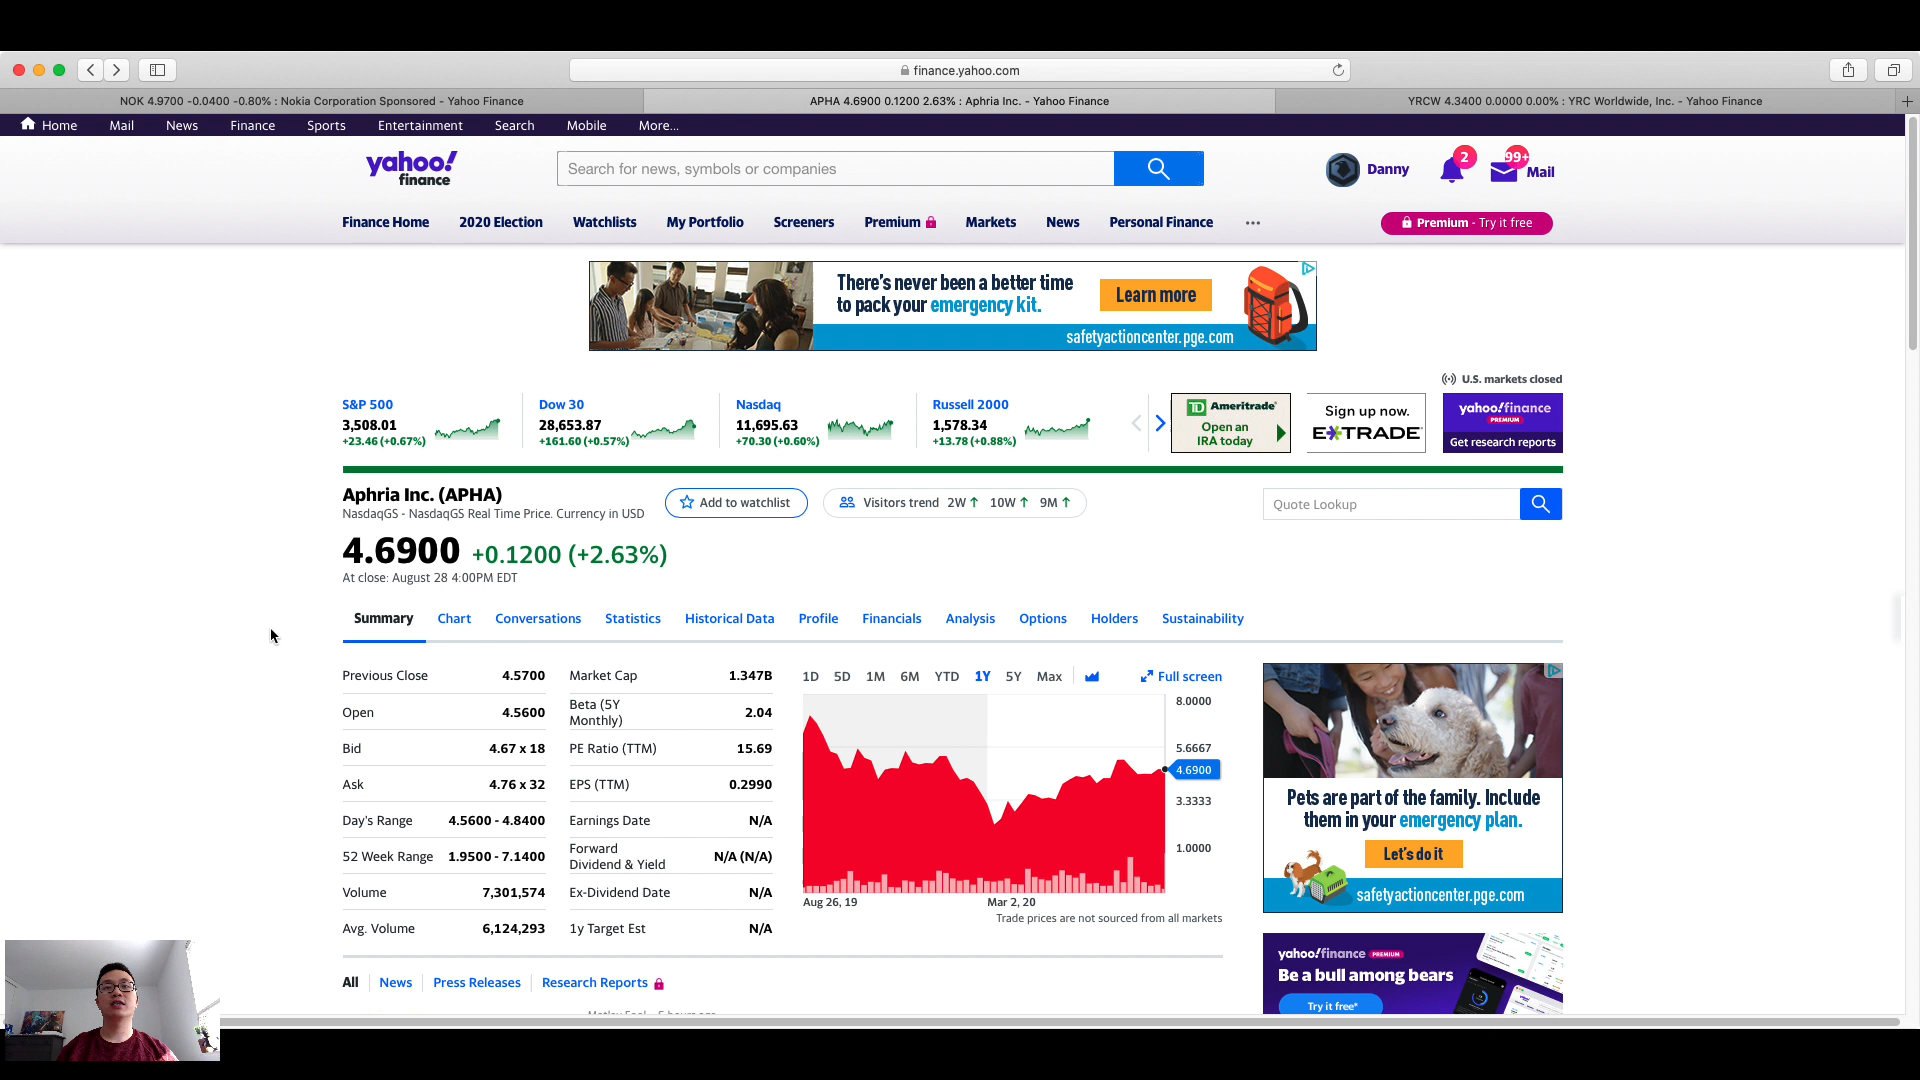 finance.yahoo.com
NOK 4.9700 -0.0400 -0.80% : Nokia Corporation Sponsored - Yahoo Finance
APHA 4.6900 0.1200 2.63% : Aphria Inc. - Yahoo Finance
YRCW 4.3400 0.0000 0.00% : YRC Worldwide, Inc. - Yahoo Finance
Home Mail News Finance Sports Entertainment Search Mobile More...
yahoo!
finance
Search for news, symbols or companies
Danny
2
99+
Mail
Finance Home 2020 Election Watchlists My Portfolio Screeners Premium Markets News Personal Finance ...
Premium - Try it free
There's never been a better time
to pack your emergency kit.
Learn more
safetyactioncenter.pge.com
U.S. markets closed
S&P 500
3,508.01
+23.46 (+0.67%)
Dow 30
28,653.87
+161.60 (+0.57%)
Nasdaq
11,695.63
+70.30 (+0.60%)
Russell 2000
1,578.34
+13.78 (+0.88%)
TD Ameritrade
Open an
IRA today
Sign up now.
E*TRADE
yahoo!finance
PREMIUM
Get research reports
Aphria Inc. (APHA)
NasdaqGS - NasdaqGS Real Time Price. Currency in USD
Add to watchlist
Visitors trend 2W ↑ 10W ↑ 9M ↑
Quote Lookup
4.6900 +0.1200 (+2.63%)
At close: August 28 4:00PM EDT
Summary Chart Conversations Statistics Historical Data Profile Financials Analysis Options Holders Sustainability
Previous Close 4.5700
Open 4.5600
Bid 4.67 x 18
Ask 4.76 x 32
Day's Range 4.5600 - 4.8400
52 Week Range 1.9500 - 7.1400
Volume 7,301,574
Avg. Volume 6,124,293
Market Cap 1.347B
Beta (5Y
Monthly) 2.04
PE Ratio (TTM) 15.69
EPS (TTM) 0.2990
Earnings Date N/A
Forward
Dividend & Yield N/A (N/A)
Ex-Dividend Date N/A
1y Target Est N/A
1D 5D 1M 6M YTD 1Y 5Y Max
Full screen
8.0000
5.6667
4.6900
3.3333
1.0000
Aug 26, 19
Mar 2, 20
Trade prices are not sourced from all markets
Pets are part of the family. Include
them in your emergency plan.
Let's do it
safetyactioncenter.pge.com
All News Press Releases Research Reports
yahoo!finance PREMIUM
Be a bull among bears
Try it free*